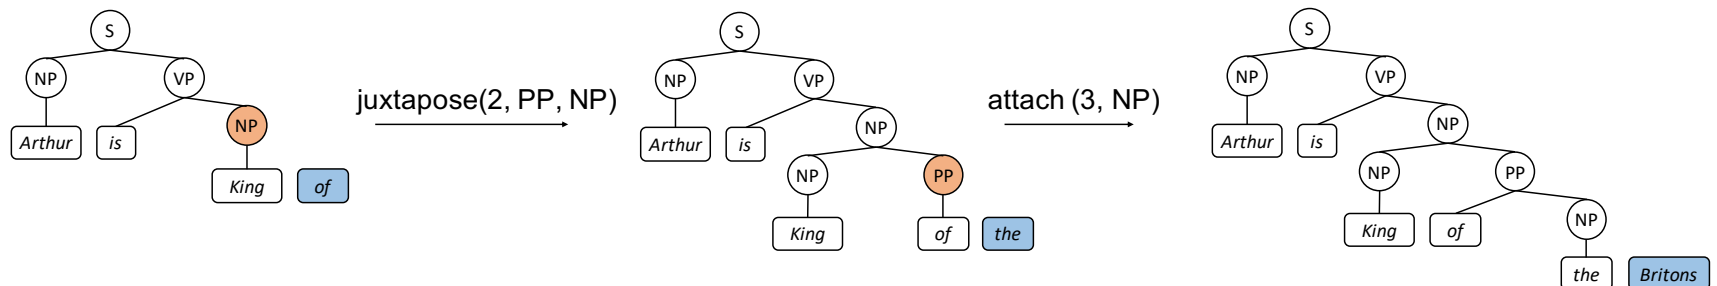 S
NP VP
Arthur is NP
King of
juxtapose(2, PP, NP)
S
NP VP
Arthur is NP
NP PP
King of the
attach (3, NP)
S
NP VP
Arthur is NP
NP PP
King of NP
the Britons